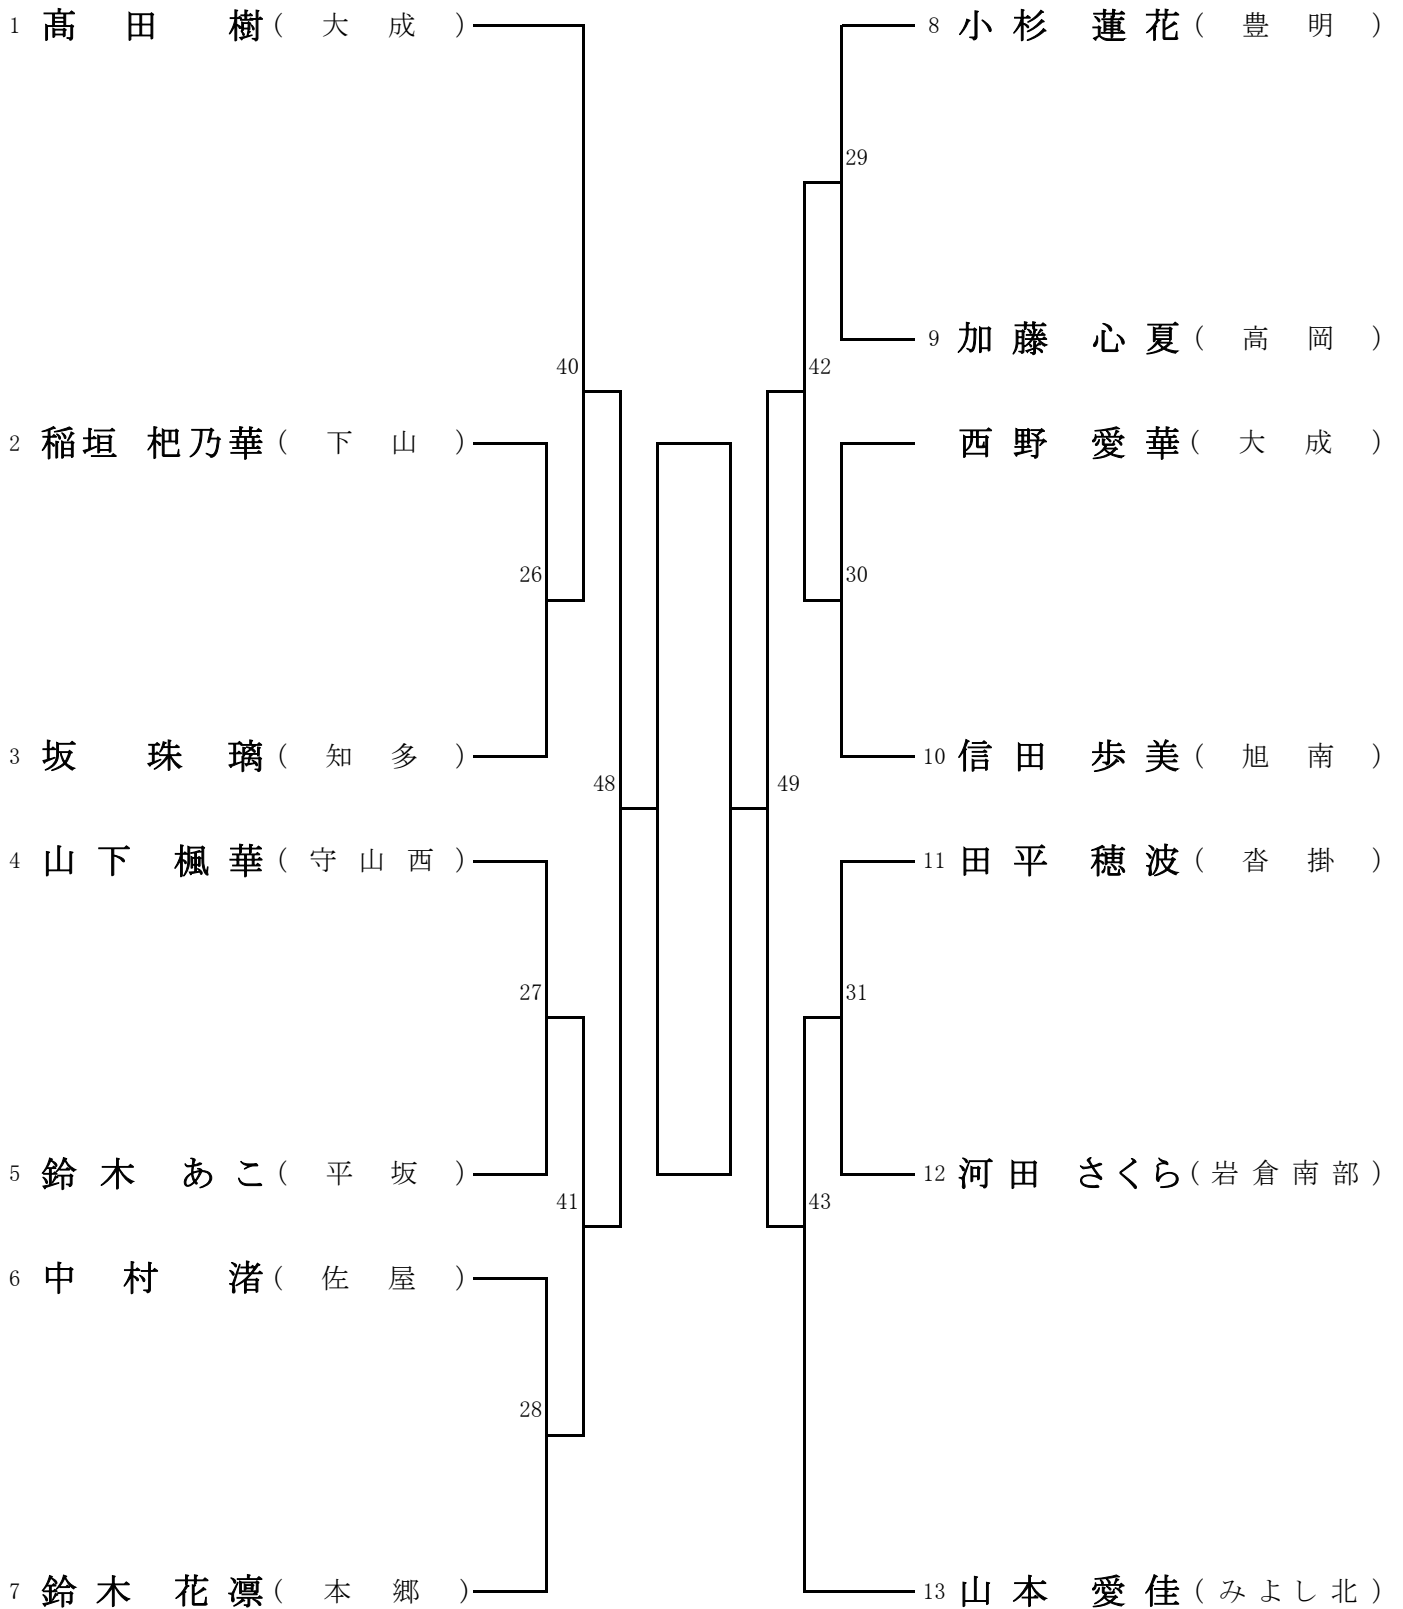 1 髙田 樹（大成）
8 小杉 蓮花（豊明）
29
9 加藤 心夏（高岡）
40
42
2 稲垣 杷乃華（下山）
西野 愛華（大成）
26
30
3 坂 珠璃（知多）
10 信田 歩美（旭南）
48
49
4 山下 楓華（守山西）
11 田平 穂波（沓掛）
27
31
5 鈴木 あこ（平坂）
12 河田 さくら（岩倉南部）
41
43
6 中村 渚（佐屋）
28
7 鈴木 花凛（本郷）
13 山本 愛佳（みよし北）